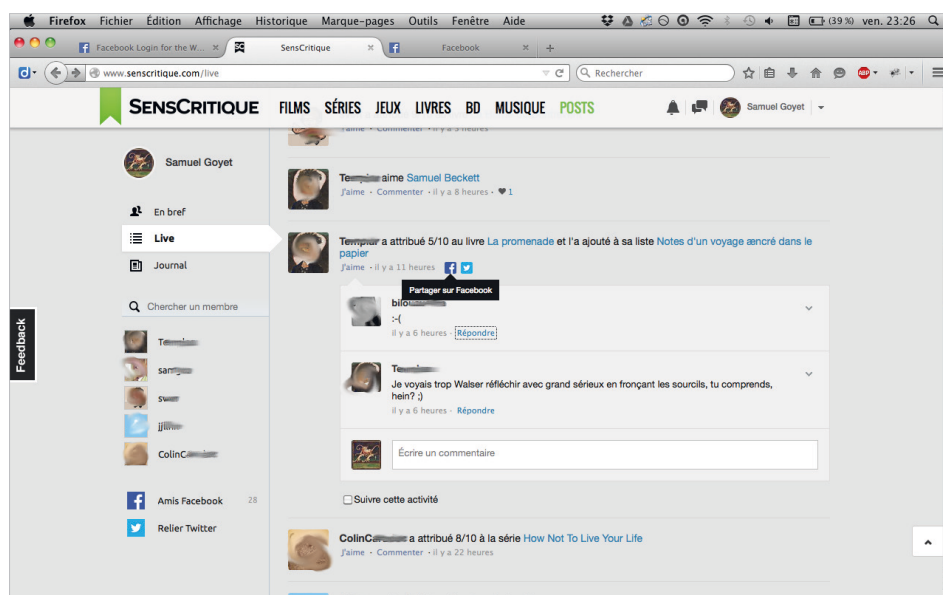 Firefox Fichier Édition Affichage Historique Marque-pages Outils Fenêtre Aide (39 %) ven. 23:26
Facebook Login for the W... × SensCritique × Facebook × +
www.senscritique.com/live Rechercher
SENSCRITIQUE FILMS SÉRIES JEUX LIVRES BD MUSIQUE POSTS Samuel Goyet
J'aime · Commenter · il y a 5 heures
Samuel Goyet
aime Samuel Beckett
J'aime · Commenter · il y a 8 heures · 1
En bref
Live
Journal
a attribué 5/10 au livre La promenade et l'a ajouté à sa liste Notes d'un voyage æncré dans le
papier
J'aime · il y a 11 heures
Partager sur Facebook
Chercher un membre
:-(
il y a 6 heures · Répondre
Feedback
Je voyais trop Walser réfléchir avec grand sérieux en fronçant les sourcils, tu comprends,
hein? ;)
il y a 6 heures · Répondre
Écrire un commentaire
Amis Facebook 28
Relier Twitter
Suivre cette activité
ColinC a attribué 8/10 à la série How Not To Live Your Life
J'aime · Commenter · il y a 22 heures